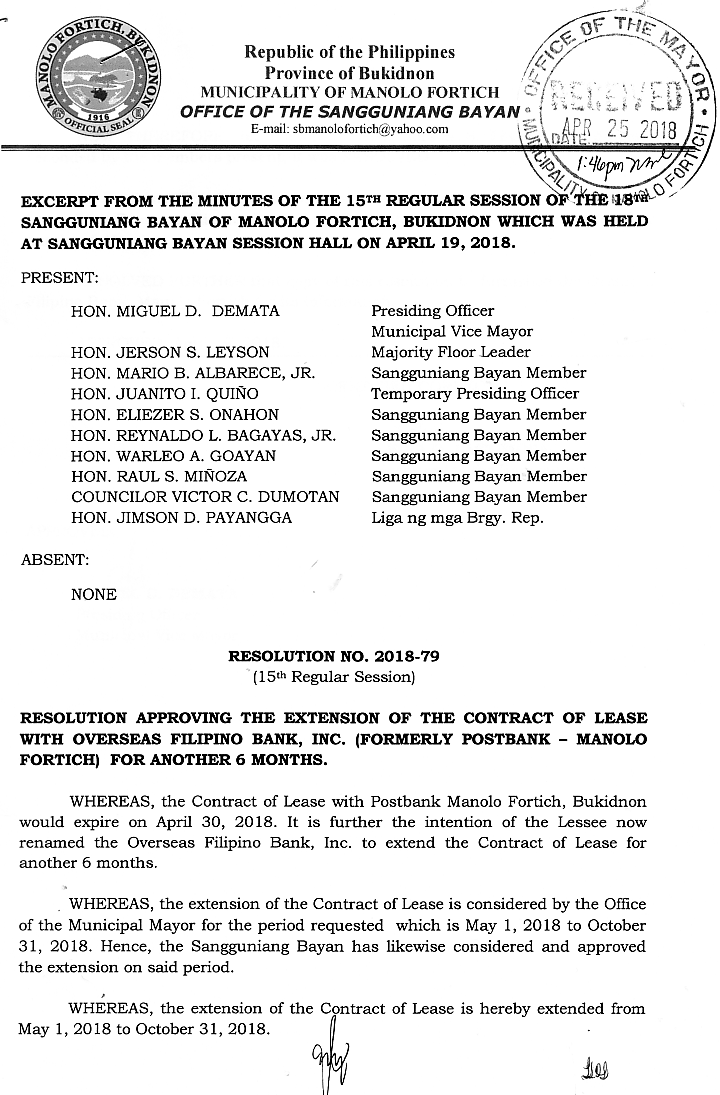 MANOLO FORTICH, BUKIDNON
1916
OFFICIAL SEAL
Republic of the Philippines
Province of Bukidnon
MUNICIPALITY OF MANOLO FORTICH
OFFICE OF THE SANGGUNIANG BAYAN
E-mail: sbmanolofortich@yahoo.com
OFFICE OF THE MAYOR
RECEIVED
DATE: APR 25 2018
1:46pm
MUNICIPALITY OF MANOLO FORTICH
EXCERPT FROM THE MINUTES OF THE 15TH REGULAR SESSION OF THE 18TH
SANGGUNIANG BAYAN OF MANOLO FORTICH, BUKIDNON WHICH WAS HELD
AT SANGGUNIANG BAYAN SESSION HALL ON APRIL 19, 2018.
PRESENT:
HON. MIGUEL D. DEMATA Presiding Officer
Municipal Vice Mayor
HON. JERSON S. LEYSON Majority Floor Leader
HON. MARIO B. ALBARECE, JR. Sangguniang Bayan Member
HON. JUANITO I. QUIÑO Temporary Presiding Officer
HON. ELIEZER S. ONAHON Sangguniang Bayan Member
HON. REYNALDO L. BAGAYAS, JR. Sangguniang Bayan Member
HON. WARLEO A. GOAYAN Sangguniang Bayan Member
HON. RAUL S. MIÑOZA Sangguniang Bayan Member
COUNCILOR VICTOR C. DUMOTAN Sangguniang Bayan Member
HON. JIMSON D. PAYANGGA Liga ng mga Brgy. Rep.
ABSENT:
NONE
RESOLUTION NO. 2018-79
(15th Regular Session)
RESOLUTION APPROVING THE EXTENSION OF THE CONTRACT OF LEASE
WITH OVERSEAS FILIPINO BANK, INC. (FORMERLY POSTBANK – MANOLO
FORTICH) FOR ANOTHER 6 MONTHS.
WHEREAS, the Contract of Lease with Postbank Manolo Fortich, Bukidnon
would expire on April 30, 2018. It is further the intention of the Lessee now
renamed the Overseas Filipino Bank, Inc. to extend the Contract of Lease for
another 6 months.
WHEREAS, the extension of the Contract of Lease is considered by the Office
of the Municipal Mayor for the period requested which is May 1, 2018 to October
31, 2018. Hence, the Sangguniang Bayan has likewise considered and approved
the extension on said period.
WHEREAS, the extension of the Contract of Lease is hereby extended from
May 1, 2018 to October 31, 2018.